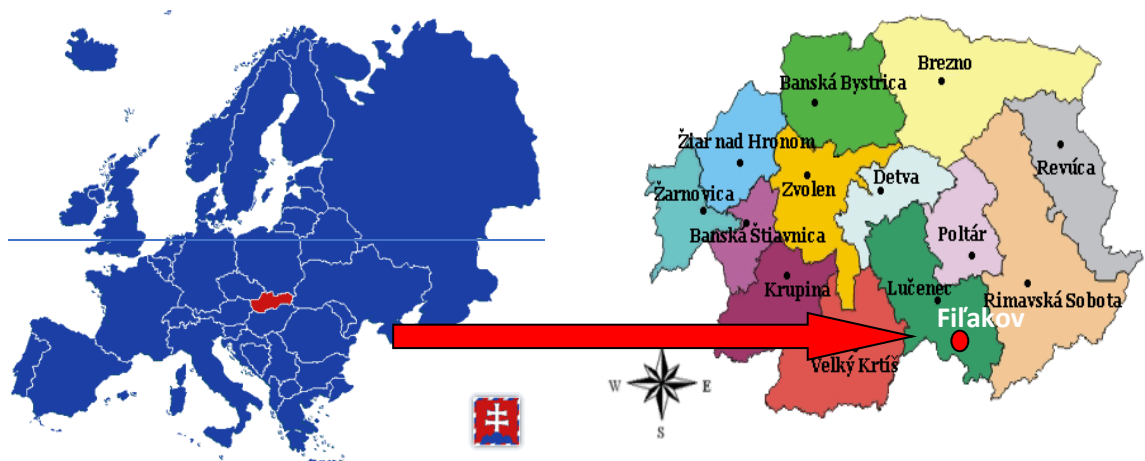 Brezno
Banská Bystrica
Žiar nad Hronom
Revúca
Detva
Zvolen
Žarnovica
Banská Štiavnica
Poltár
Krupina
Lučenec
Rimavská Sobota
Fiľakov
Velký Krtíš
W
E
S